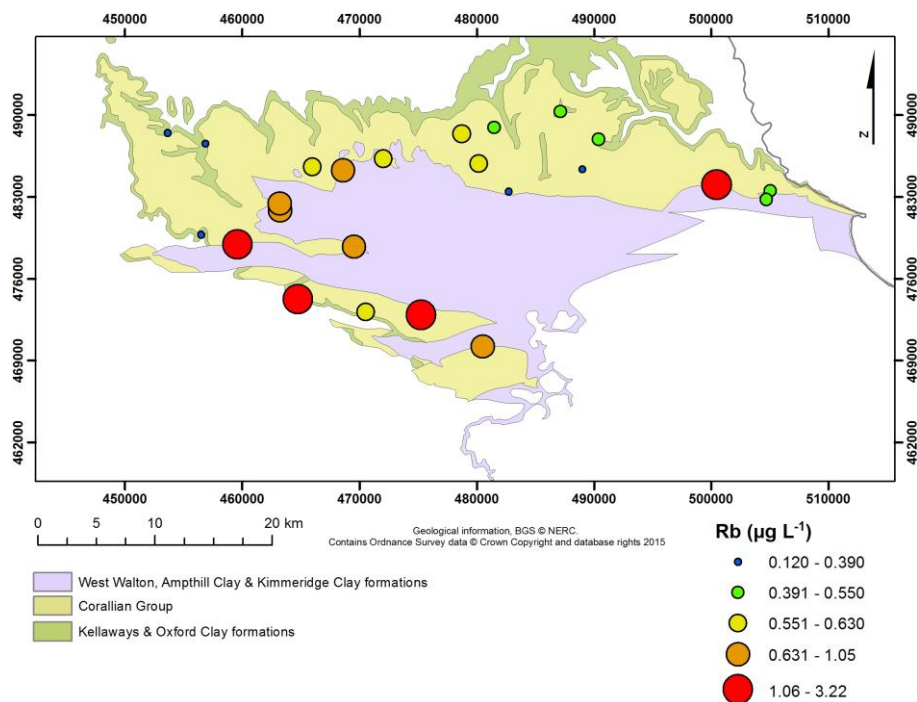 450000 460000 470000 480000 490000 500000 510000
490000 490000
483000 483000
476000 476000
469000 469000
462000 462000
N
450000 460000 470000 480000 490000 500000 510000
0 5 10 20 km
Geological information, BGS © NERC.
Contains Ordnance Survey data © Crown Copyright and database rights 2015
West Walton, Ampthill Clay & Kimmeridge Clay formations
Corallian Group
Kellaways & Oxford Clay formations
Rb (µg L⁻¹)
0.120 - 0.390
0.391 - 0.550
0.551 - 0.630
0.631 - 1.05
1.06 - 3.22